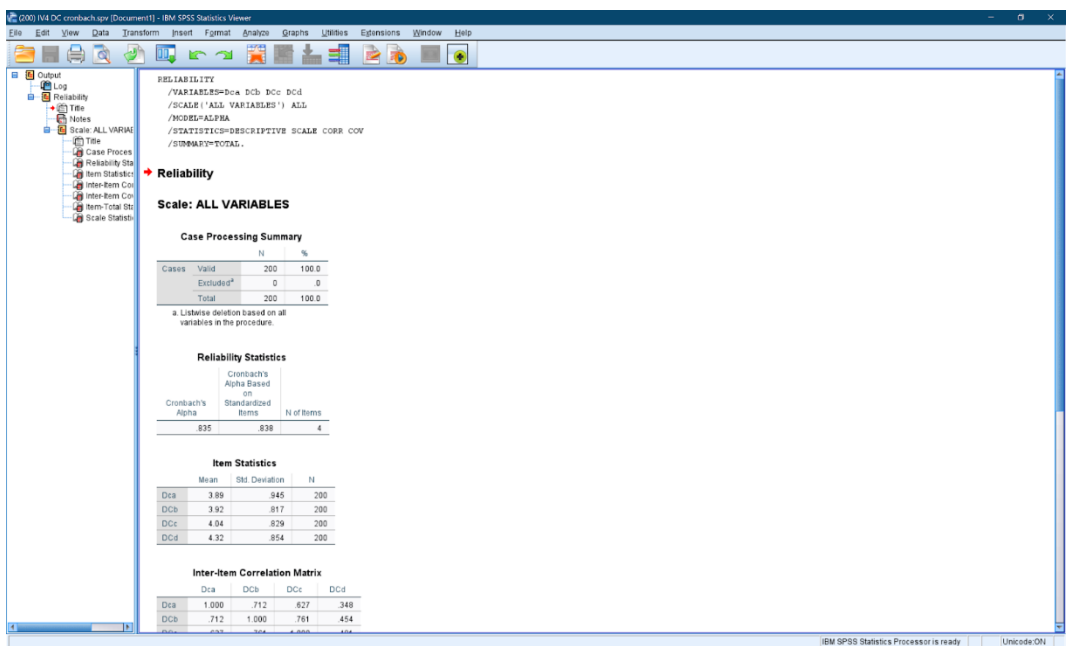 (200) IV4 DC cronbach.spv [Document1] - IBM SPSS Statistics Viewer
File Edit View Data Transform Insert Format Analyze Graphs Utilities Extensions Window Help
Output
Log
Reliability
Title
Notes
Scale: ALL VARIAE
Title
Case Proces
Reliability Sta
Item Statistics
Inter-Item Cor
Inter-Item Cov
Item-Total Sta
Scale Statisti
RELIABILITY
/VARIABLES=Dca DCb DCc DCd
/SCALE('ALL VARIABLES') ALL
/MODEL=ALPHA
/STATISTICS=DESCRIPTIVE SCALE CORR COV
/SUMMARY=TOTAL.
Reliability
Scale: ALL VARIABLES
Case Processing Summary
N %
Cases Valid 200 100.0
Excludedᵃ 0 .0
Total 200 100.0
a. Listwise deletion based on all
variables in the procedure.
Reliability Statistics
Cronbach's
Alpha
Cronbach's
Alpha Based
on
Standardized
Items
N of Items
.835 .838 4
Item Statistics
Mean Std. Deviation N
Dca 3.89 .945 200
DCb 3.92 .817 200
DCc 4.04 .829 200
DCd 4.32 .854 200
Inter-Item Correlation Matrix
Dca DCb DCc DCd
Dca 1.000 .712 .627 .348
DCb .712 1.000 .761 .454
IBM SPSS Statistics Processor is ready Unicode:ON